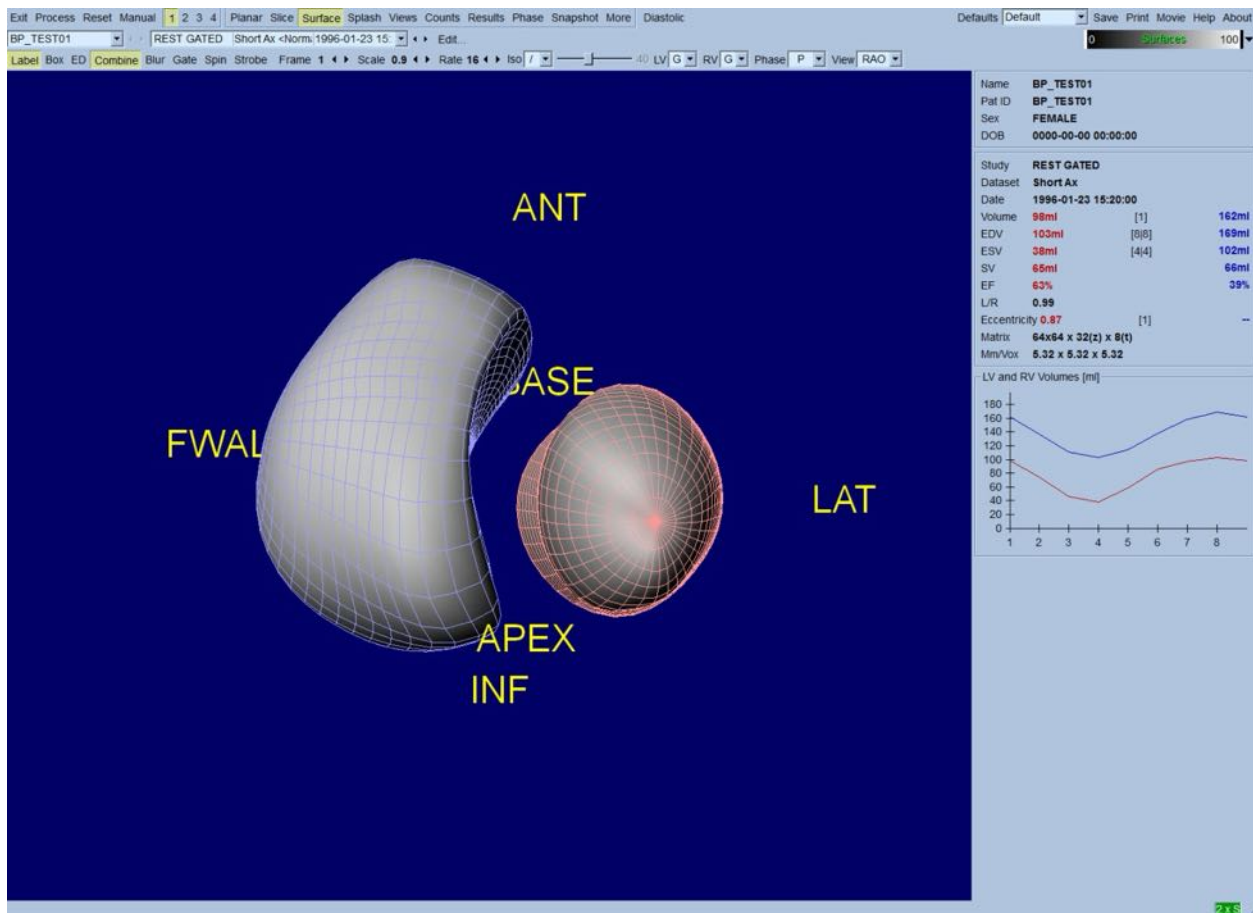 Exit Process Reset Manual 1 2 3 4 Planar Slice Surface Splash Views Counts Results Phase Snapshot More Diastolic Defaults Default Save Print Movie Help About
BP_TEST01 REST GATED Short Ax <Norm 1996-01-23 15: Edit... 0 Surfaces 100
Label Box ED Combine Blur Gate Spin Strobe Frame 1 Scale 0.9 Rate 16 Iso / 40 LV G RV G Phase P View RAO
Name BP_TEST01
Pat ID BP_TEST01
Sex FEMALE
DOB 0000-00-00 00:00:00
Study REST GATED
Dataset Short Ax
Date 1996-01-23 15:20:00
Volume 98ml [1] 162ml
EDV 103ml [8|8] 169ml
ESV 38ml [4|4] 102ml
SV 65ml 66ml
EF 63% 39%
L/R 0.99
Eccentricity 0.87 [1] --
Matrix 64x64 x 32(z) x 8(t)
Mm/Vox 5.32 x 5.32 x 5.32
LV and RV Volumes [ml]
180
160
140
120
100
80
60
40
20
0
1 2 3 4 5 6 7 8
ANT
BASE
FWAL
LAT
APEX
INF
2 x S